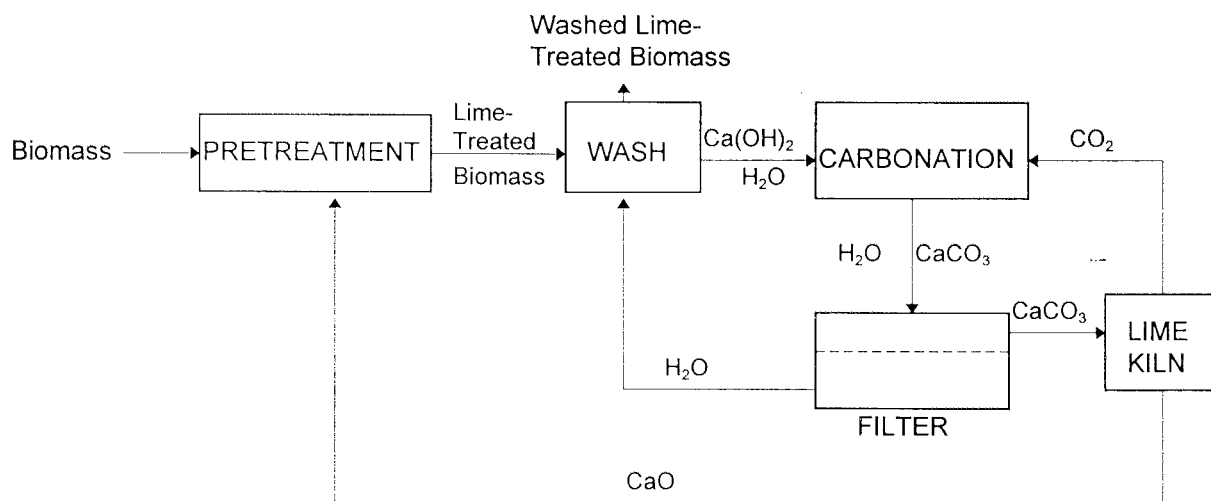 Washed Lime-
Treated Biomass
Biomass
PRETREATMENT
Lime-
Treated
Biomass
WASH
Ca(OH)₂
H₂O
CARBONATION
CO₂
H₂O
CaCO₃
CaCO₃
LIME
KILN
H₂O
FILTER
CaO